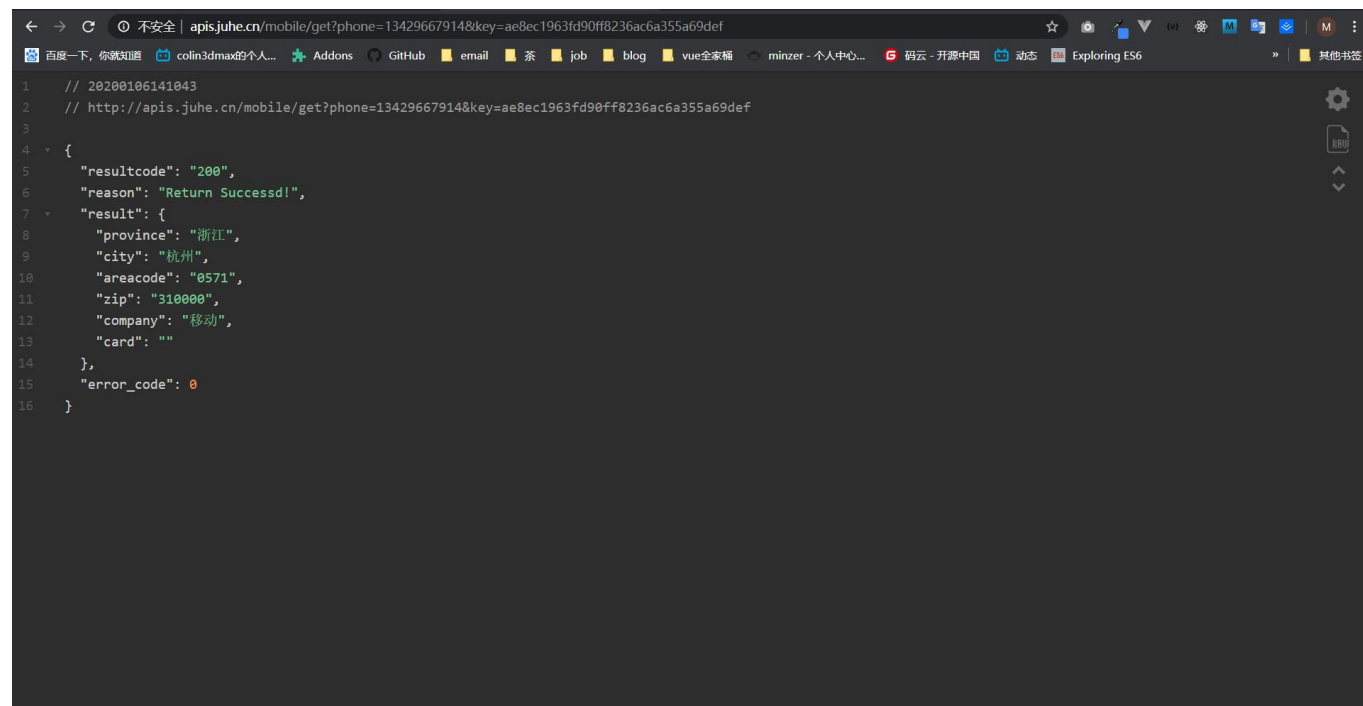 不安全 | apis.juhe.cn/mobile/get?phone=13429667914&key=ae8ec1963fd90ff8236ac6a355a69def M M
百度一下，你就知道 colin3dmax的个人... Addons GitHub email 茶 job blog vue全家桶 minzer - 个人中心... G 码云 - 开源中国 动态 ES6 Exploring ES6 » 其他书签
1 // 20200106141043
2 // http://apis.juhe.cn/mobile/get?phone=13429667914&key=ae8ec1963fd90ff8236ac6a355a69def
3
4 {
5 "resultcode": "200",
6 "reason": "Return Successd!",
7 "result": {
8 "province": "浙江",
9 "city": "杭州",
10 "areacode": "0571",
11 "zip": "310000",
12 "company": "移动",
13 "card": ""
14 },
15 "error_code": 0
16 }
RAW